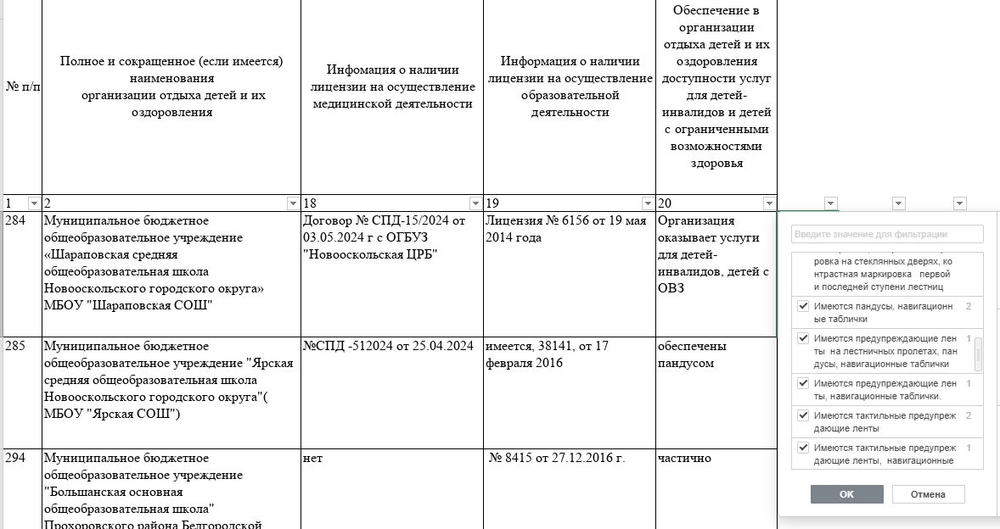 № п/п
Полное и сокращенное (если имеется)
наименования
организации отдыха детей и их
оздоровления
Инфомация о наличии
лицензии на осуществление
медицинской деятельности
Информация о наличии
лицензии на осуществление
образовательной
деятельности
Обеспечение в
организации
отдыха детей и их
оздоровления
доступности услуг
для детей-
инвалидов и детей
с ограниченными
возможностями
здоровья
1
2
18
19
20
284
Муниципальное бюджетное
общеобразовательное учреждение
«Шараповская средняя
общеобразовательная школа
Новооскольского городского округа»
МБОУ "Шараповская СОШ"
Договор № СПД-15/2024 от
03.05.2024 г с ОГБУЗ
"Новооскольская ЦРБ"
Лицензия № 6156 от 19 мая
2014 года
Организация
оказывает услуги
для детей-
инвалидов, детей с
ОВЗ
285
Муниципальное бюджетное
общеобразовательное учреждение "Ярская
средняя общеобразовательная школа
Новооскольского городского округа"(
МБОУ "Ярская СОШ")
№СПД -512024 от 25.04.2024
имеется, 38141, от 17
февраля 2016
обеспечены
пандусом
294
Муниципальное бюджетное
общеобразовательное учреждение
"Большанская основная
общеобразовательная школа"
Прохоровского района Белгородской
нет
№ 8415 от 27.12.2016 г.
частично
Введите значение для фильтрации
ровка на стеклянных дверях, ко
нтрастная маркировка первой
и последней ступени лестниц
Имеются пандусы, навигационн 2
ые таблички
Имеются предупреждающие лен 1
ты на лестничных пролетах, пан
дусы, навигационные таблички
Имеются предупреждающие лен 1
ты, навигационные таблички.
Имеются тактильные предупреж 2
дающие ленты
Имеются тактильные предупреж 1
дающие ленты, навигационные
OK
Отмена